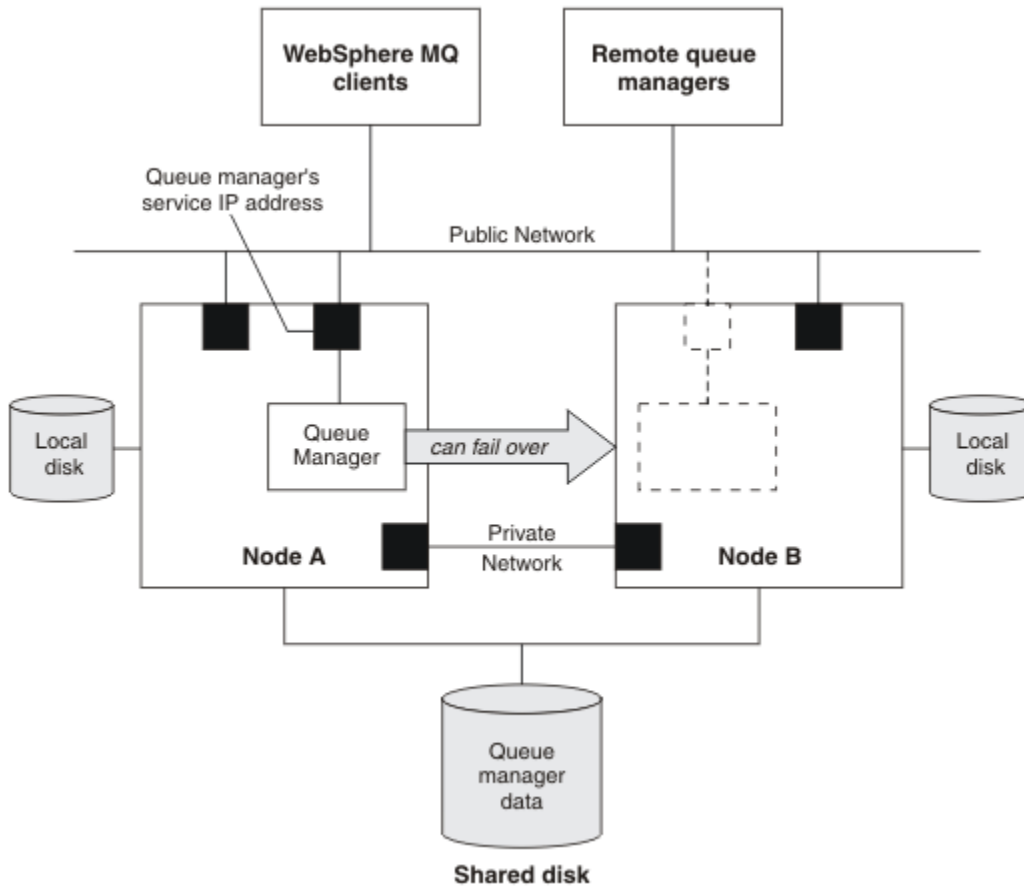 WebSphere MQ
clients
Remote queue
managers
Queue manager's
service IP address
Public Network
Local
disk
Queue
Manager
can fail over
Local
disk
Private
Network
Node A
Node B
Queue
manager
data
Shared disk